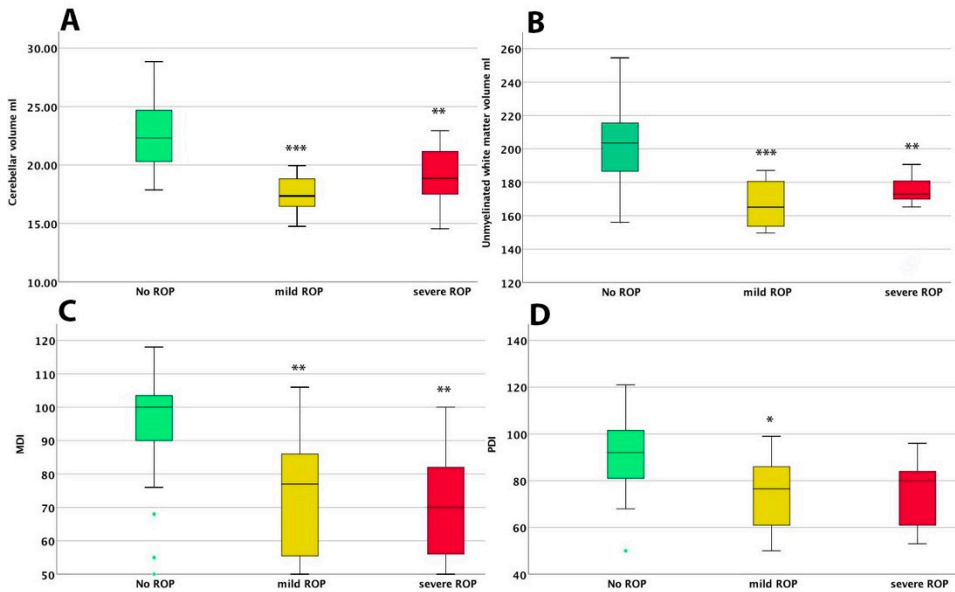 A
Cerebellar volume ml
30.00
25.00
20.00
15.00
10.00
***
**
No ROP mild ROP severe ROP
B
Unmyelinated white matter volume ml
260
240
220
200
180
160
140
120
***
**
No ROP mild ROP severe ROP
C
MDI
120
110
100
90
80
70
60
50
**
**
No ROP mild ROP severe ROP
D
PDI
140
120
100
80
60
40
*
No ROP mild ROP severe ROP